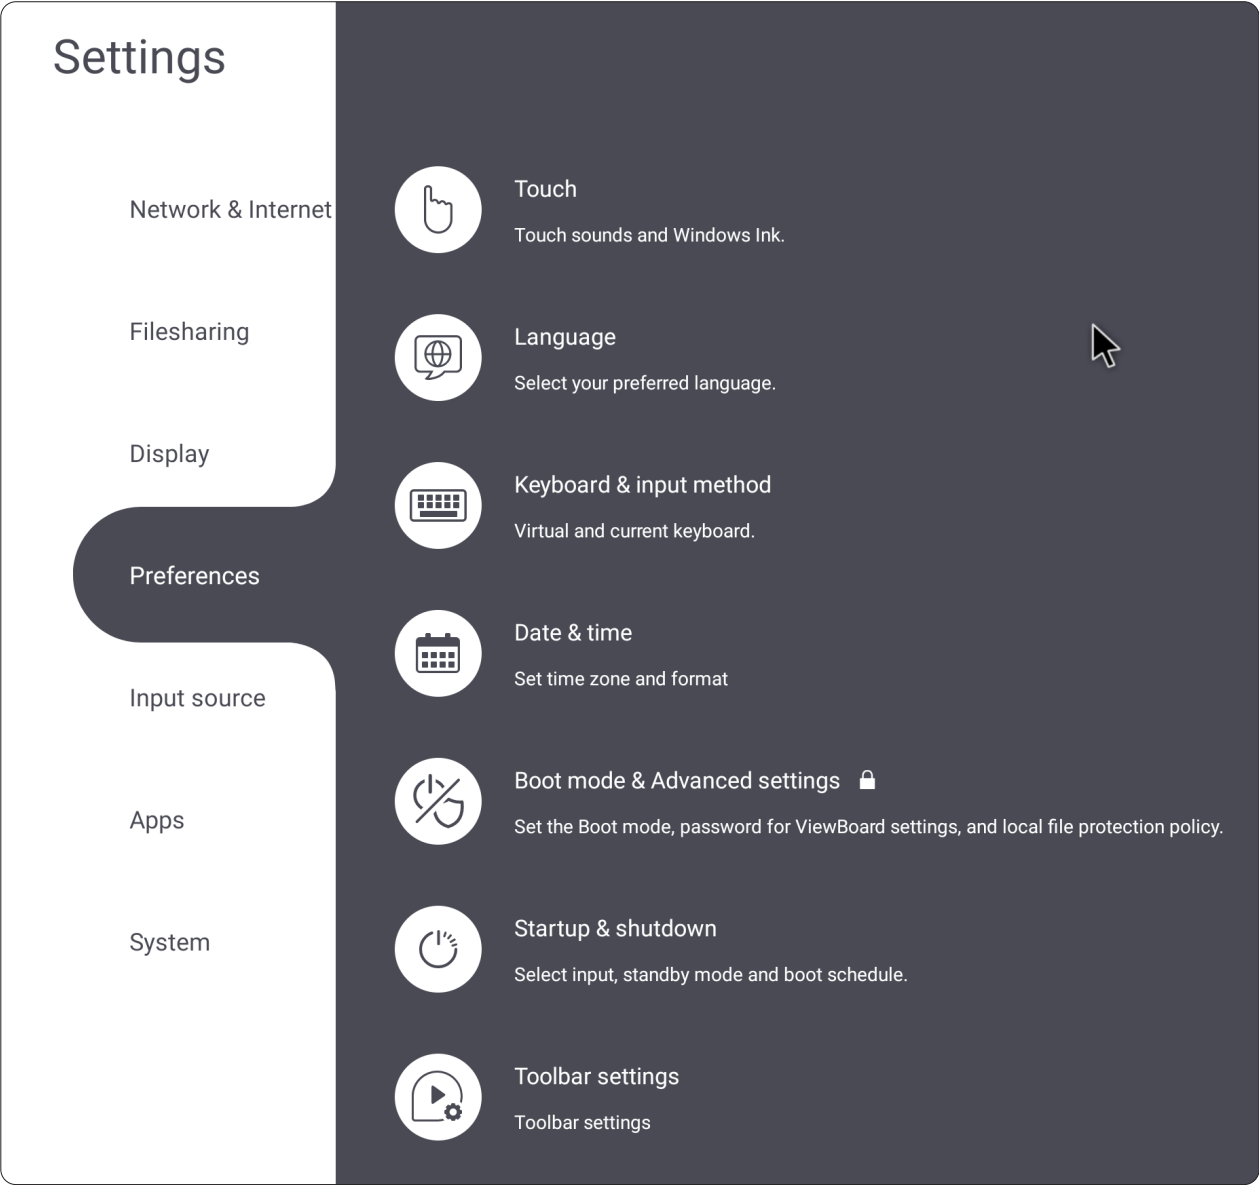 Settings
Network & Internet
Filesharing
Display
Preferences
Input source
Apps
System
Touch
Touch sounds and Windows Ink.
Language
Select your preferred language.
Keyboard & input method
Virtual and current keyboard.
Date & time
Set time zone and format
Boot mode & Advanced settings
Set the Boot mode, password for ViewBoard settings, and local file protection policy.
Startup & shutdown
Select input, standby mode and boot schedule.
Toolbar settings
Toolbar settings